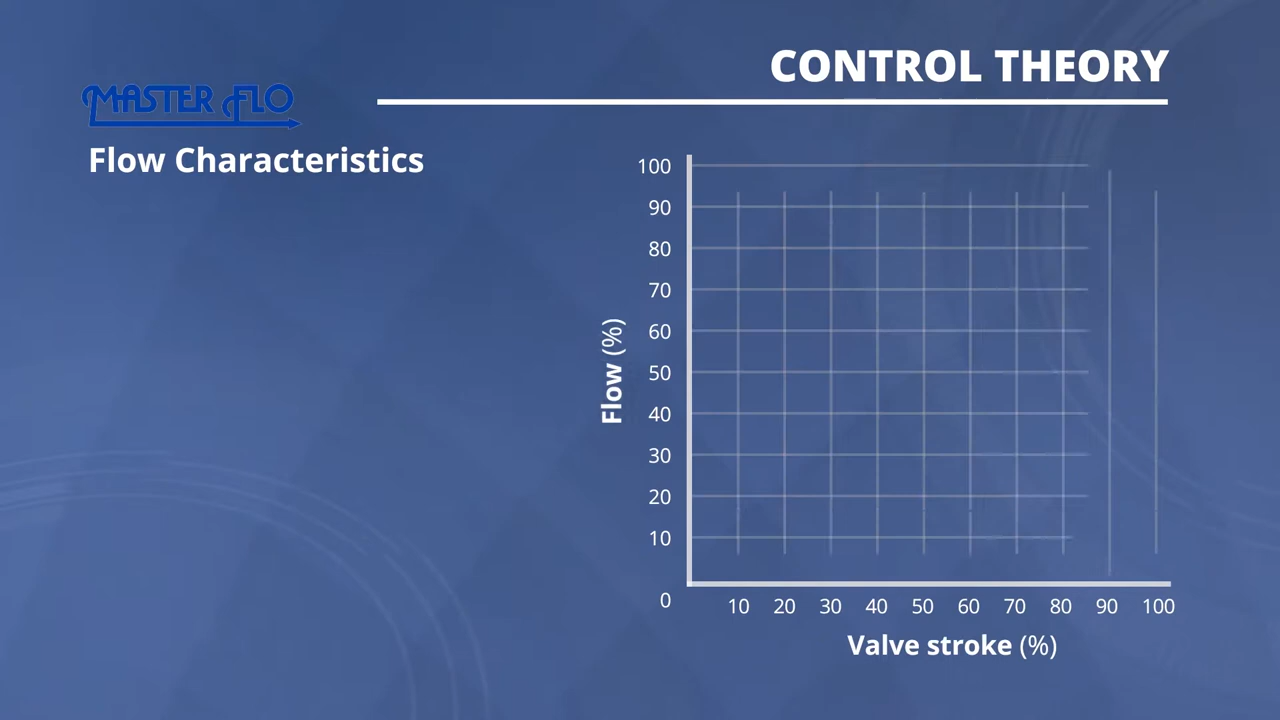 CONTROL THEORY
MASTER FLO
Flow Characteristics
Flow (%)
100
90
80
70
60
50
40
30
20
10
0
10 20 30 40 50 60 70 80 90 100
Valve stroke (%)